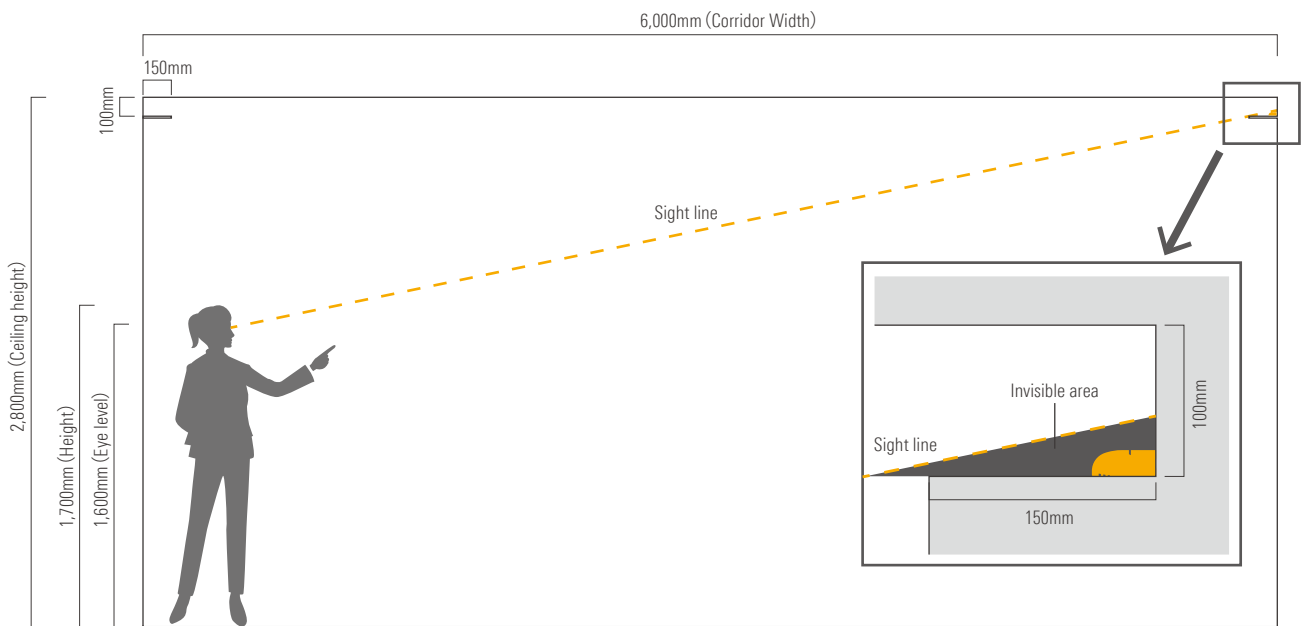 6,000mm (Corridor Width)
150mm
100mm
2,800mm (Ceiling height)
1,700mm (Height)
1,600mm (Eye level)
Sight line
Invisible area
Sight line
100mm
150mm